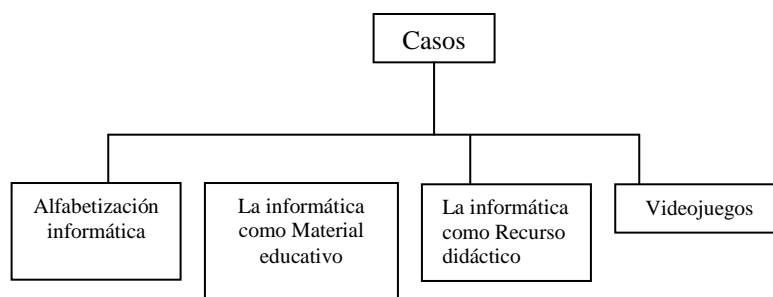 Casos
Alfabetización
informática
La informática
como Material
educativo
La informática
como Recurso
didáctico
Videojuegos